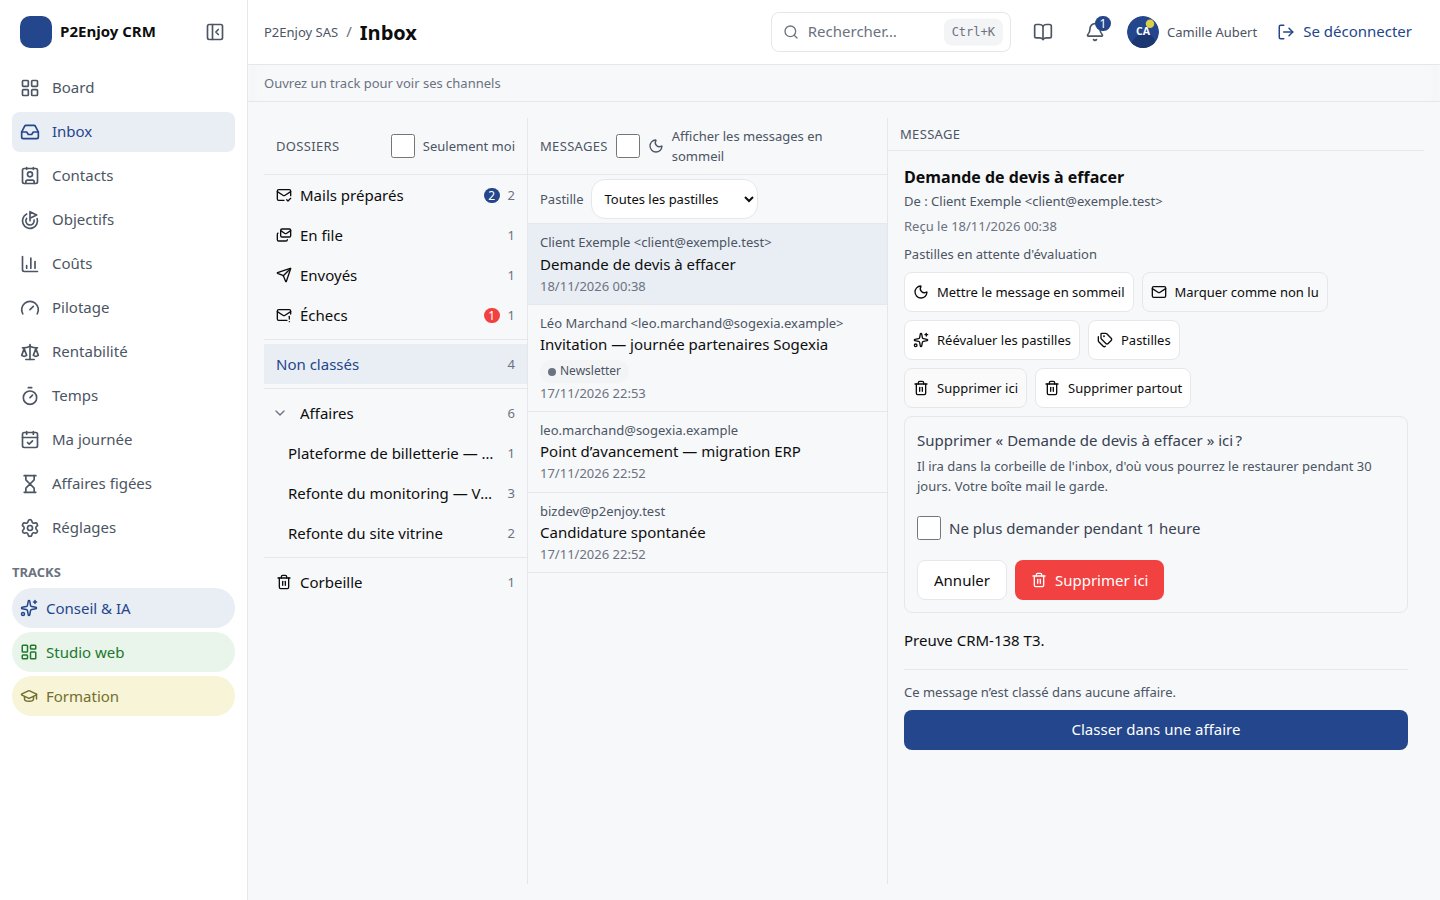 P2Enjoy CRM
Board
Inbox
Contacts
Objectifs
Coûts
Pilotage
Rentabilité
Temps
Ma journée
Affaires figées
Réglages
TRACKS
Conseil & IA
Studio web
Formation
P2Enjoy SAS / Inbox
Rechercher... Ctrl+K
1
CA Camille Aubert
Se déconnecter
Ouvrez un track pour voir ses channels
DOSSIERS Seulement moi
Mails préparés 2 2
En file 1
Envoyés 1
Échecs 1 1
Non classés 4
Affaires 6
Plateforme de billetterie — ... 1
Refonte du monitoring — V... 3
Refonte du site vitrine 2
Corbeille 1
MESSAGES Afficher les messages en
sommeil
Pastille Toutes les pastilles
Client Exemple <client@exemple.test>
Demande de devis à effacer
18/11/2026 00:38
Léo Marchand <leo.marchand@sogexia.example>
Invitation — journée partenaires Sogexia
Newsletter
17/11/2026 22:53
leo.marchand@sogexia.example
Point d’avancement — migration ERP
17/11/2026 22:52
bizdev@p2enjoy.test
Candidature spontanée
17/11/2026 22:52
MESSAGE
Demande de devis à effacer
De : Client Exemple <client@exemple.test>
Reçu le 18/11/2026 00:38
Pastilles en attente d'évaluation
Mettre le message en sommeil Marquer comme non lu
Réévaluer les pastilles Pastilles
Supprimer ici Supprimer partout
Supprimer « Demande de devis à effacer » ici ?
Il ira dans la corbeille de l'inbox, d'où vous pourrez le restaurer pendant 30
jours. Votre boîte mail le garde.
Ne plus demander pendant 1 heure
Annuler Supprimer ici
Preuve CRM-138 T3.
Ce message n’est classé dans aucune affaire.
Classer dans une affaire